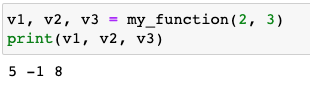 v1, v2, v3 = my_function(2, 3)
print(v1, v2, v3)
5 -1 8